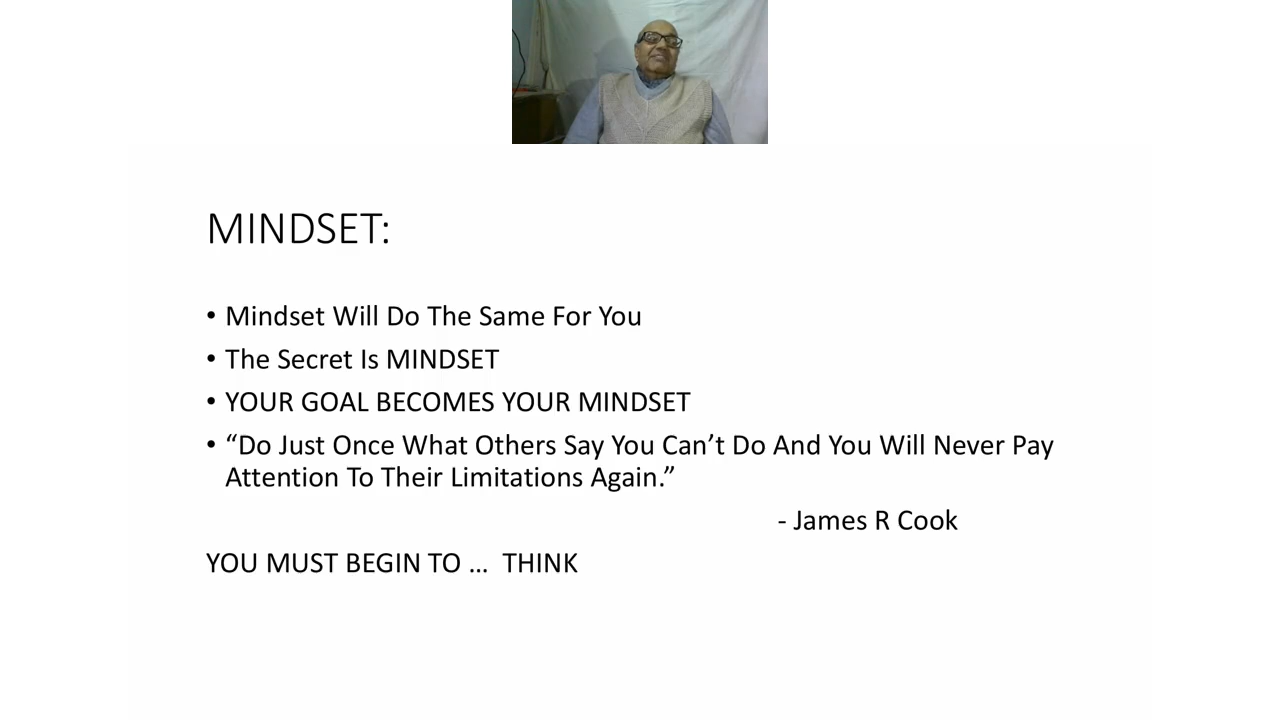 MINDSET:
• Mindset Will Do The Same For You
• The Secret Is MINDSET
• YOUR GOAL BECOMES YOUR MINDSET
• “Do Just Once What Others Say You Can’t Do And You Will Never Pay
Attention To Their Limitations Again.”
- James R Cook
YOU MUST BEGIN TO … THINK